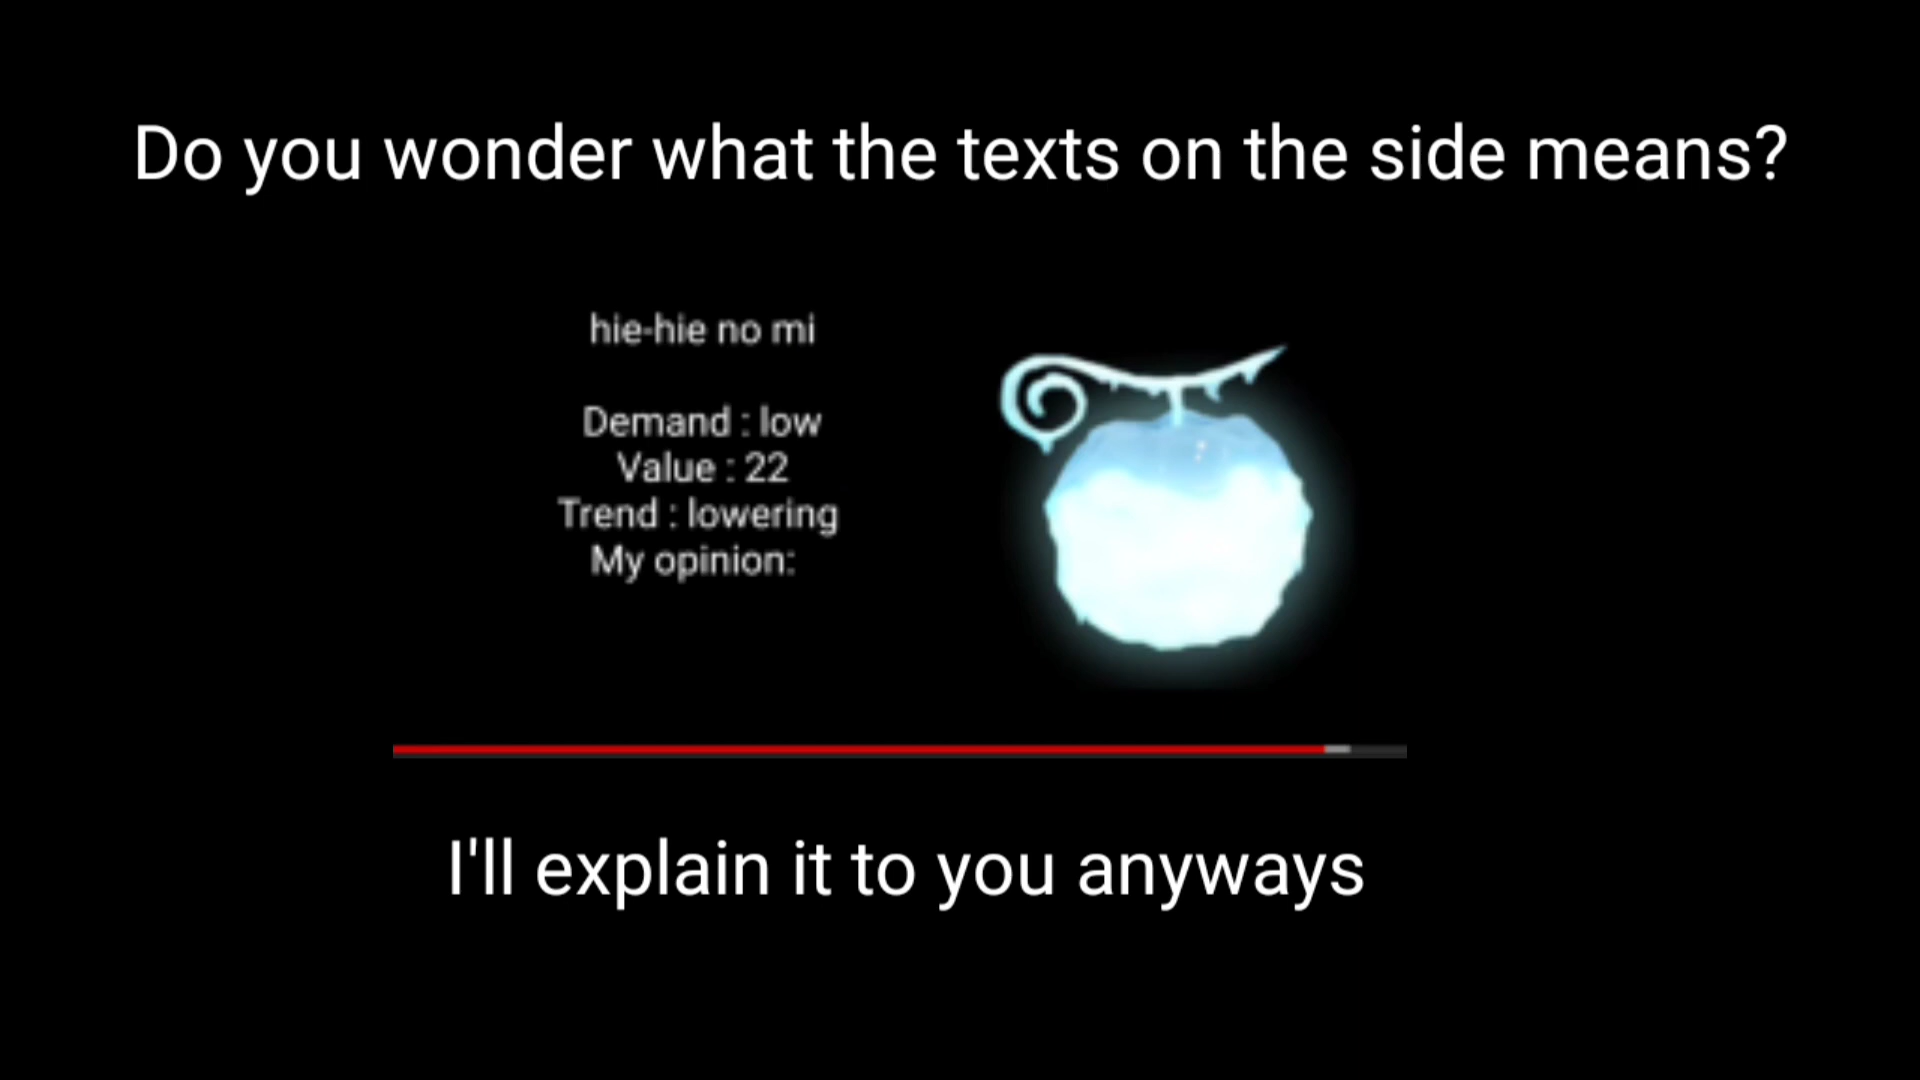 Do you wonder what the texts on the side means?
hie-hie no mi
Demand : low
Value : 22
Trend : lowering
My opinion:
I'll explain it to you anyways